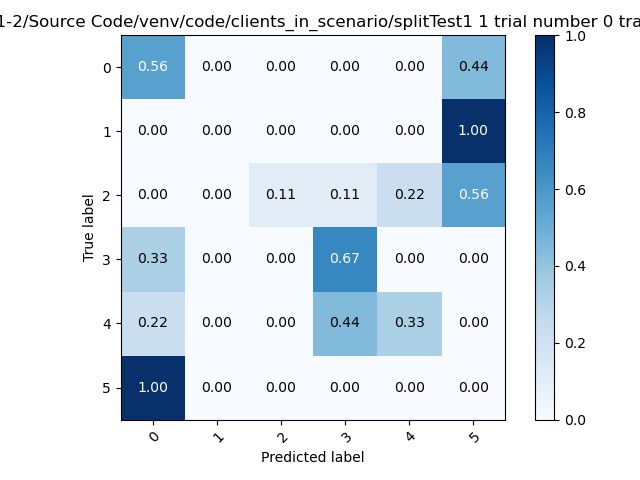 1-2/Source Code/venv/code/clients_in_scenario/splitTest1 1 trial number 0 tra
0 0.56 0.00 0.00 0.00 0.00 0.44
1 0.00 0.00 0.00 0.00 0.00 1.00
2 0.00 0.00 0.11 0.11 0.22 0.56
3 0.33 0.00 0.00 0.67 0.00 0.00
4 0.22 0.00 0.00 0.44 0.33 0.00
5 1.00 0.00 0.00 0.00 0.00 0.00
True label
0 1 2 3 4 5
Predicted label
1.0
0.8
0.6
0.4
0.2
0.0